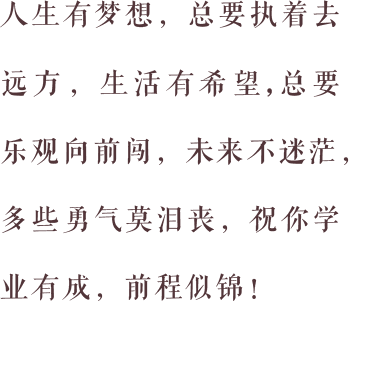 人生有梦想，总要执着去
远方，生活有希望,总要
乐观向前闯，未来不迷茫，
多些勇气莫泪丧，祝你学
业有成，前程似锦！